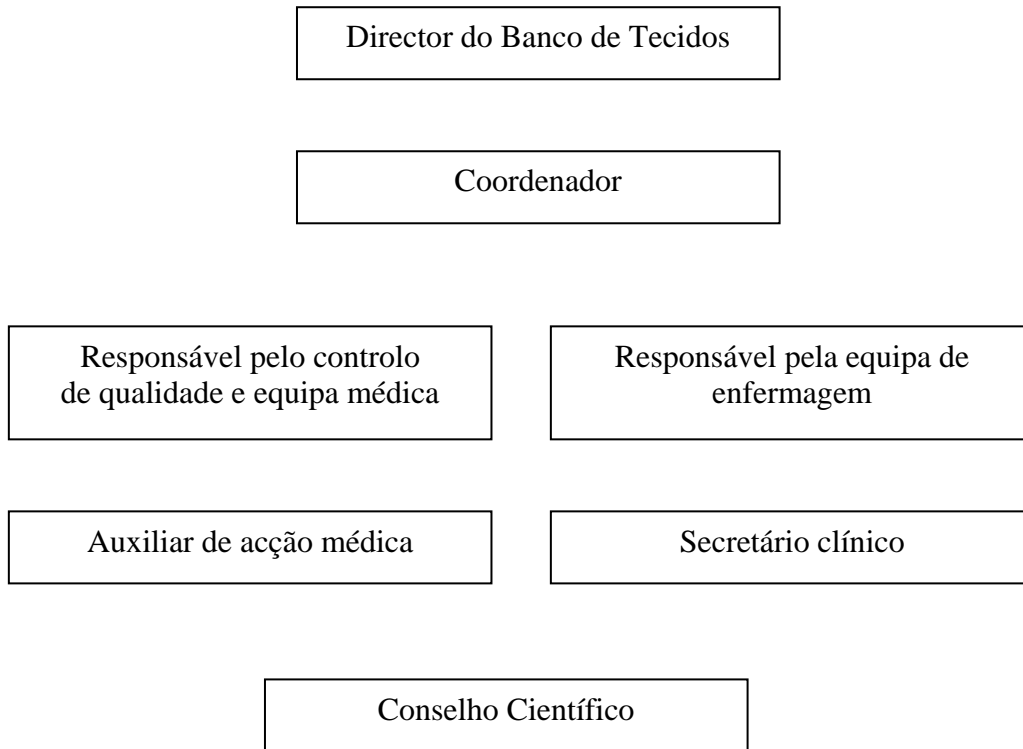 Director do Banco de Tecidos
Coordenador
Responsável pelo controlo
de qualidade e equipa médica
Responsável pela equipa de
enfermagem
Auxiliar de acção médica
Secretário clínico
Conselho Científico